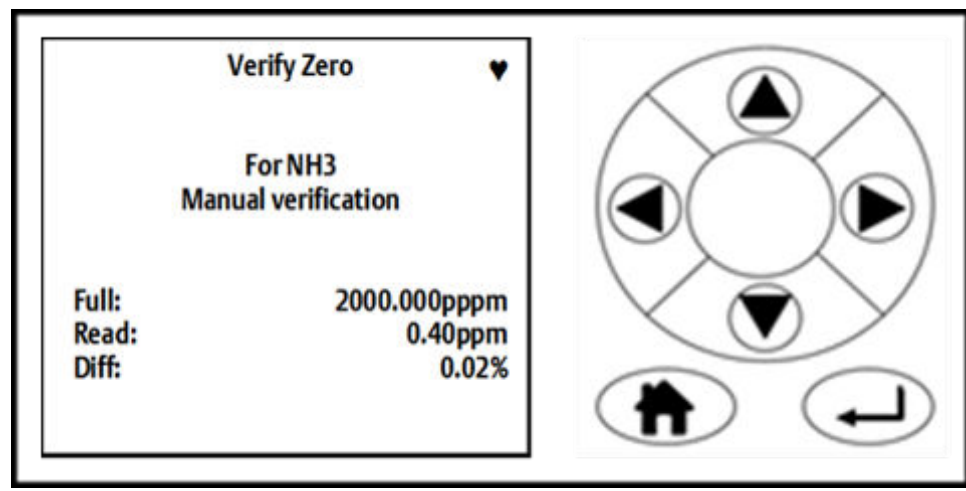 Verify Zero ♥
For NH3
Manual verification
Full: 2000.000pppm
Read: 0.40ppm
Diff: 0.02%